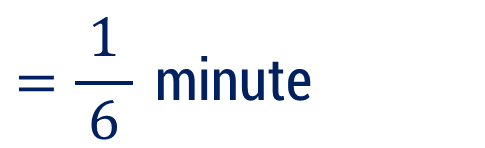 = 1/6 minute